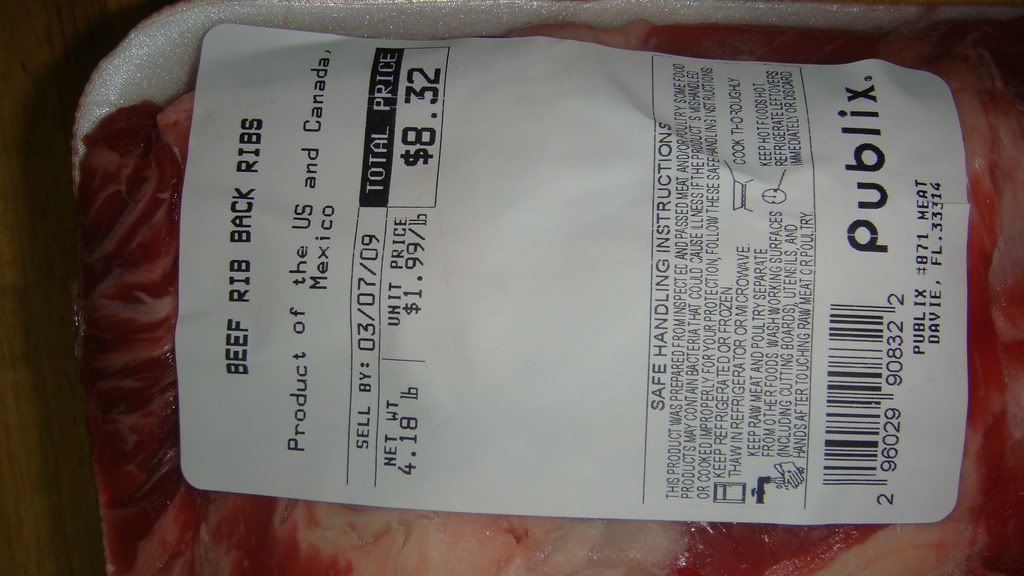 BEEF RIB BACK RIBS
Product of the US and Canada,
Mexico
SELL BY: 03/07/09
TOTAL PRICE
NET WT
UNIT PRICE
4.18 lb
$1.99/lb
$8.32
SAFE HANDLING INSTRUCTIONS
THIS PRODUCT WAS PREPARED FROM INSPECTED AND PASSED MEAT AND/OR POULTRY. SOME FOOD
PRODUCTS MAY CONTAIN BACTERIA THAT COULD CAUSE ILLNESS IF THE PRODUCT IS MISHANDLED
OR COOKED IMPROPERLY. FOR YOUR PROTECTION, FOLLOW THESE SAFE HANDLING INSTRUCTIONS
KEEP REFRIGERATED OR FROZEN.
THAW IN REFRIGERATOR OR MICROWAVE.
KEEP RAW MEAT AND POULTRY SEPARATE
FROM OTHER FOODS. WASH WORKING SURFACES
(INCLUDING CUTTING BOARDS), UTENSILS, AND
HANDS AFTER TOUCHING RAW MEAT OR POULTRY.
COOK THOROUGHLY
KEEP HOT FOODS HOT.
REFRIGERATE LEFTOVERS
IMMEDIATELY OR DISCARD
2 96029 90832 2
publix.
PUBLIX #871 MEAT
DAVIE, FL.33314